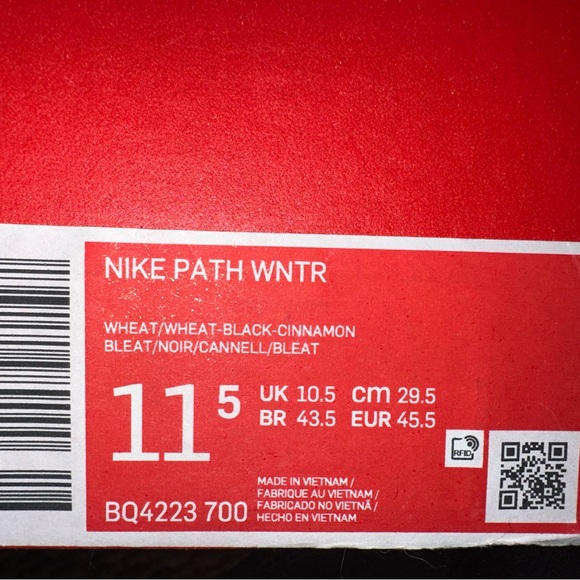 NIKE PATH WNTR
WHEAT/WHEAT-BLACK-CINNAMON
BLEAT/NOIR/CANNELL/BLEAT
11 5
UK 10.5 cm 29.5
BR 43.5 EUR 45.5
RFID
BQ4223 700
MADE IN VIETNAM /
FABRIQUE AU VIETNAM /
FABRICADO NO VIETNÃ /
HECHO EN VIETNAM